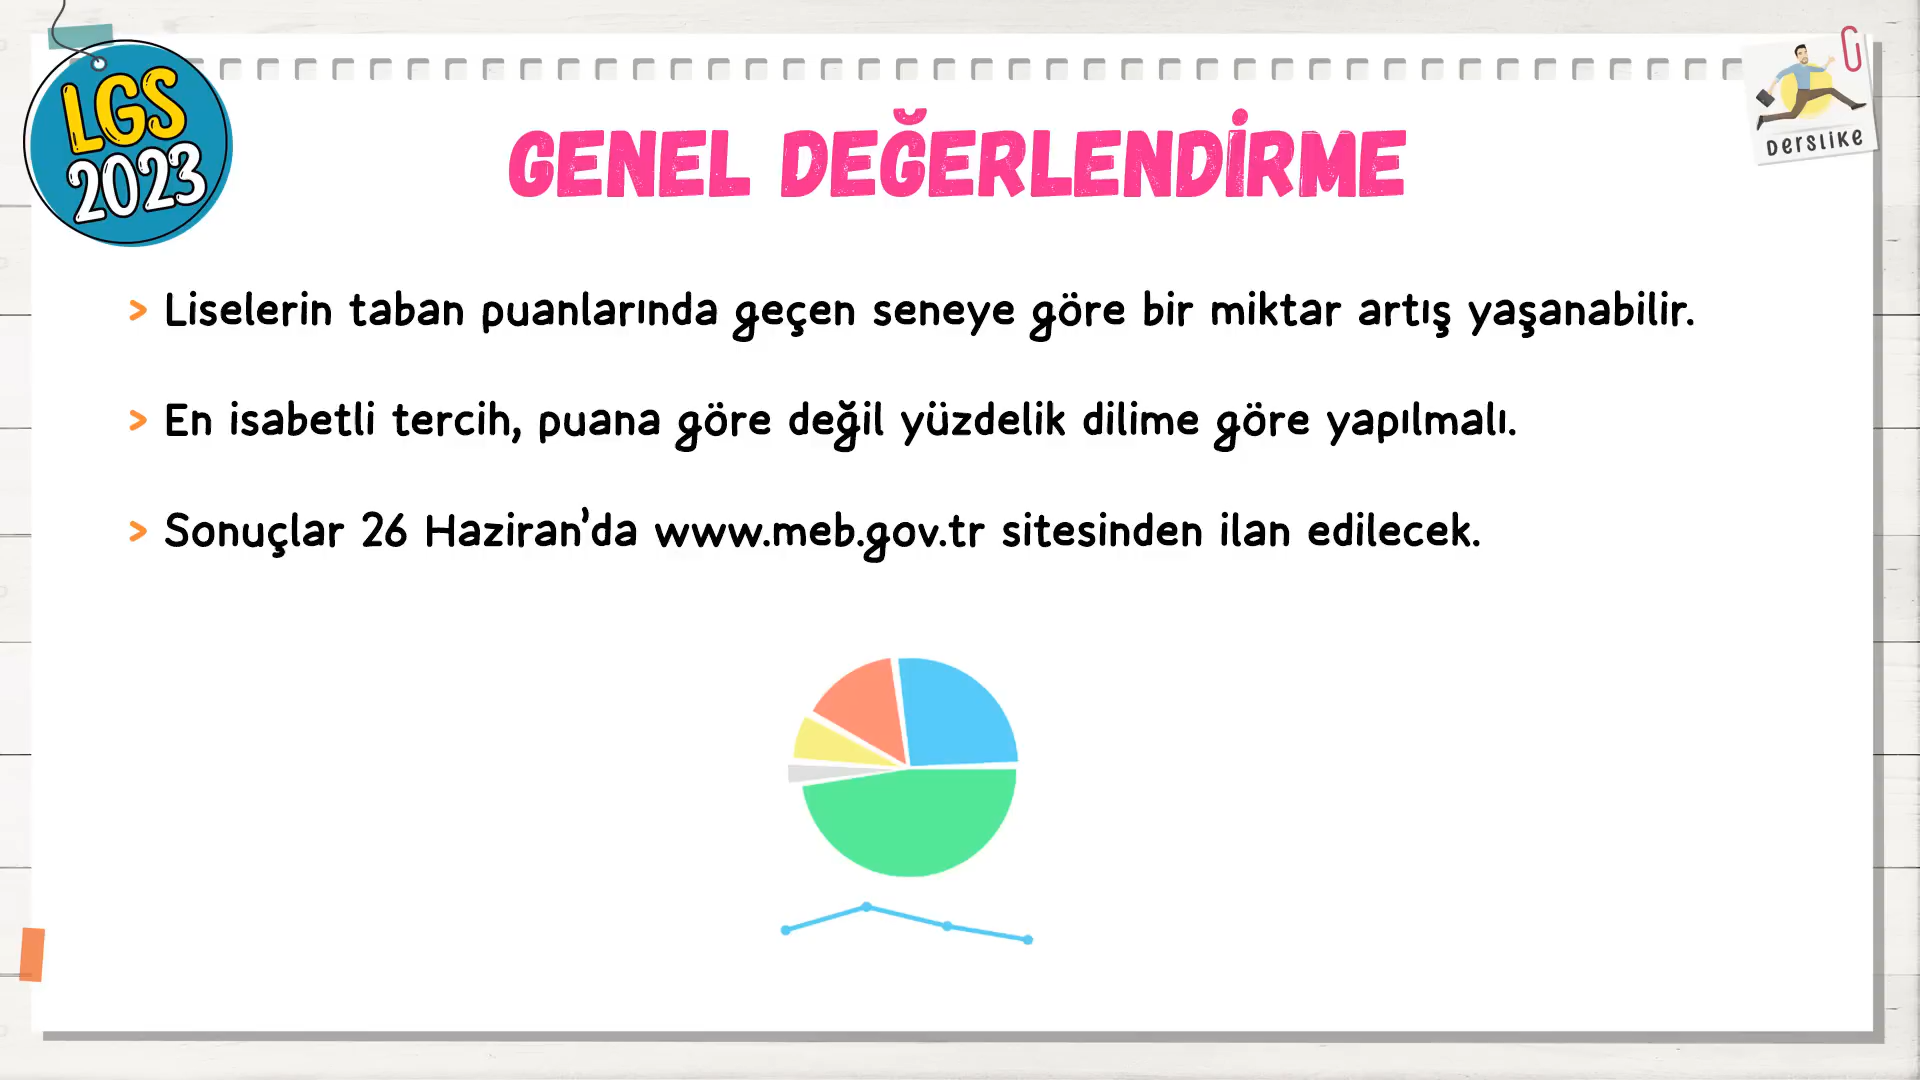 LGS
2023
Derslike
GENEL DEĞERLENDİRME
> Liselerin taban puanlarında geçen seneye göre bir miktar artış yaşanabilir.
> En isabetli tercih, puana göre değil yüzdelik dilime göre yapılmalı.
> Sonuçlar 26 Haziran'da www.meb.gov.tr sitesinden ilan edilecek.